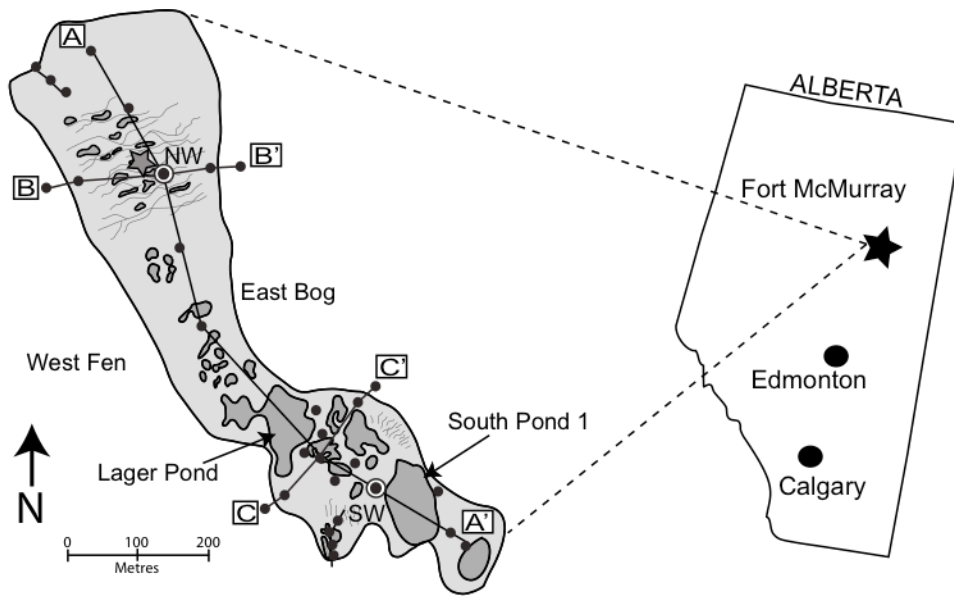 A
NW
B'
B
East Bog
West Fen
C'
South Pond 1
Lager Pond
N
C
SW
A'
0 100 200
Metres
ALBERTA
Fort McMurray
Edmonton
Calgary